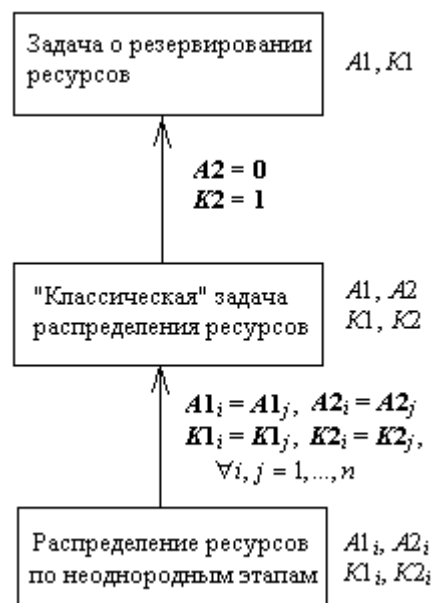 Задача о резервировании
ресурсов
A1, K1
A2 = 0
K2 = 1
"Классическая" задача
распределения ресурсов
A1, A2
K1, K2
A1ᵢ = A1ⱼ, A2ᵢ = A2ⱼ
K1ᵢ = K1ⱼ, K2ᵢ = K2ⱼ,
∀i, j = 1,...,n
Распределение ресурсов
по неоднородным этапам
A1ᵢ, A2ᵢ
K1ᵢ, K2ᵢ